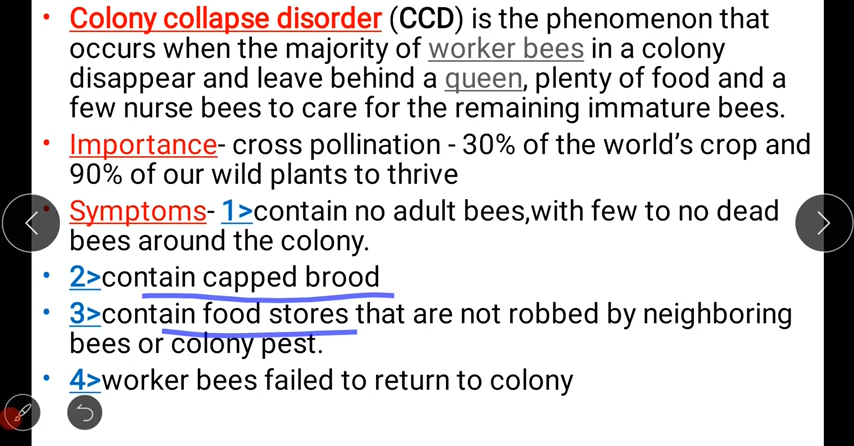 • Colony collapse disorder (CCD) is the phenomenon that
occurs when the majority of worker bees in a colony
disappear and leave behind a queen, plenty of food and a
few nurse bees to care for the remaining immature bees.
• Importance- cross pollination - 30% of the world's crop and
90% of our wild plants to thrive
• Symptoms- 1>contain no adult bees,with few to no dead
bees around the colony.
• 2>contain capped brood
• 3>contain food stores that are not robbed by neighboring
bees or colony pest.
• 4>worker bees failed to return to colony